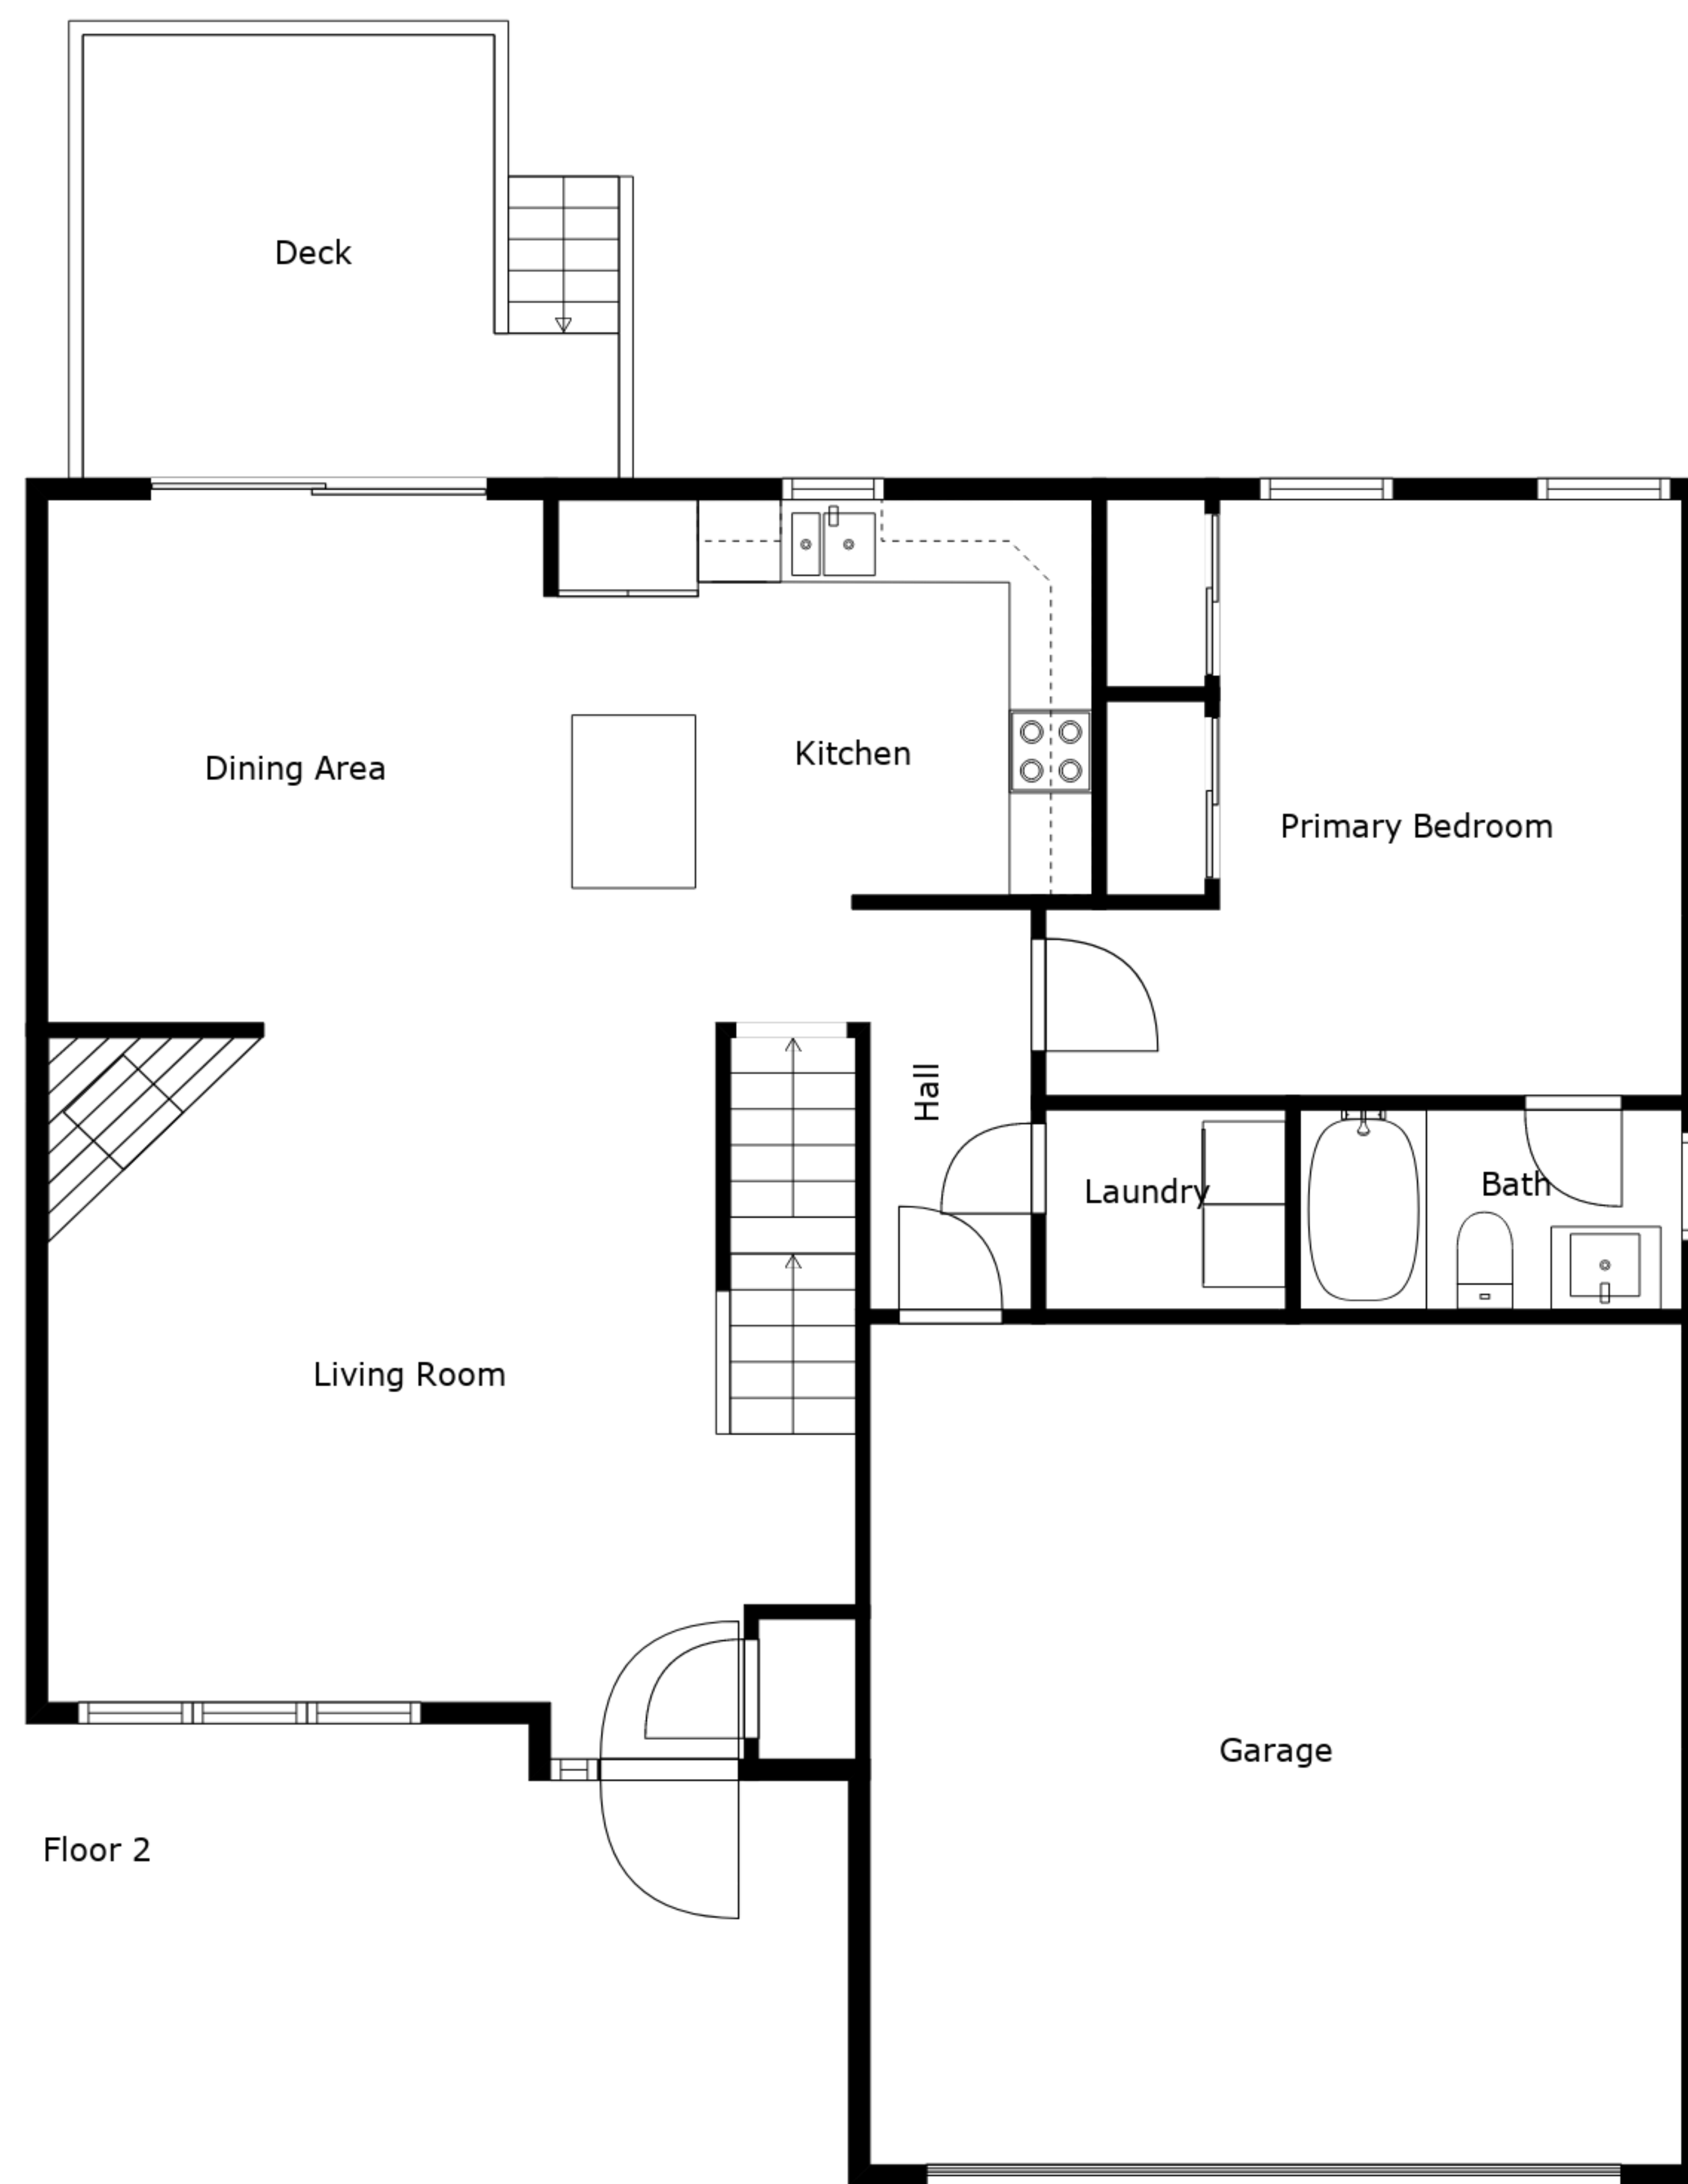 Deck
Dining Area
Kitchen
Primary Bedroom
Hall
Laundry
Bath
Living Room
Garage
Floor 2